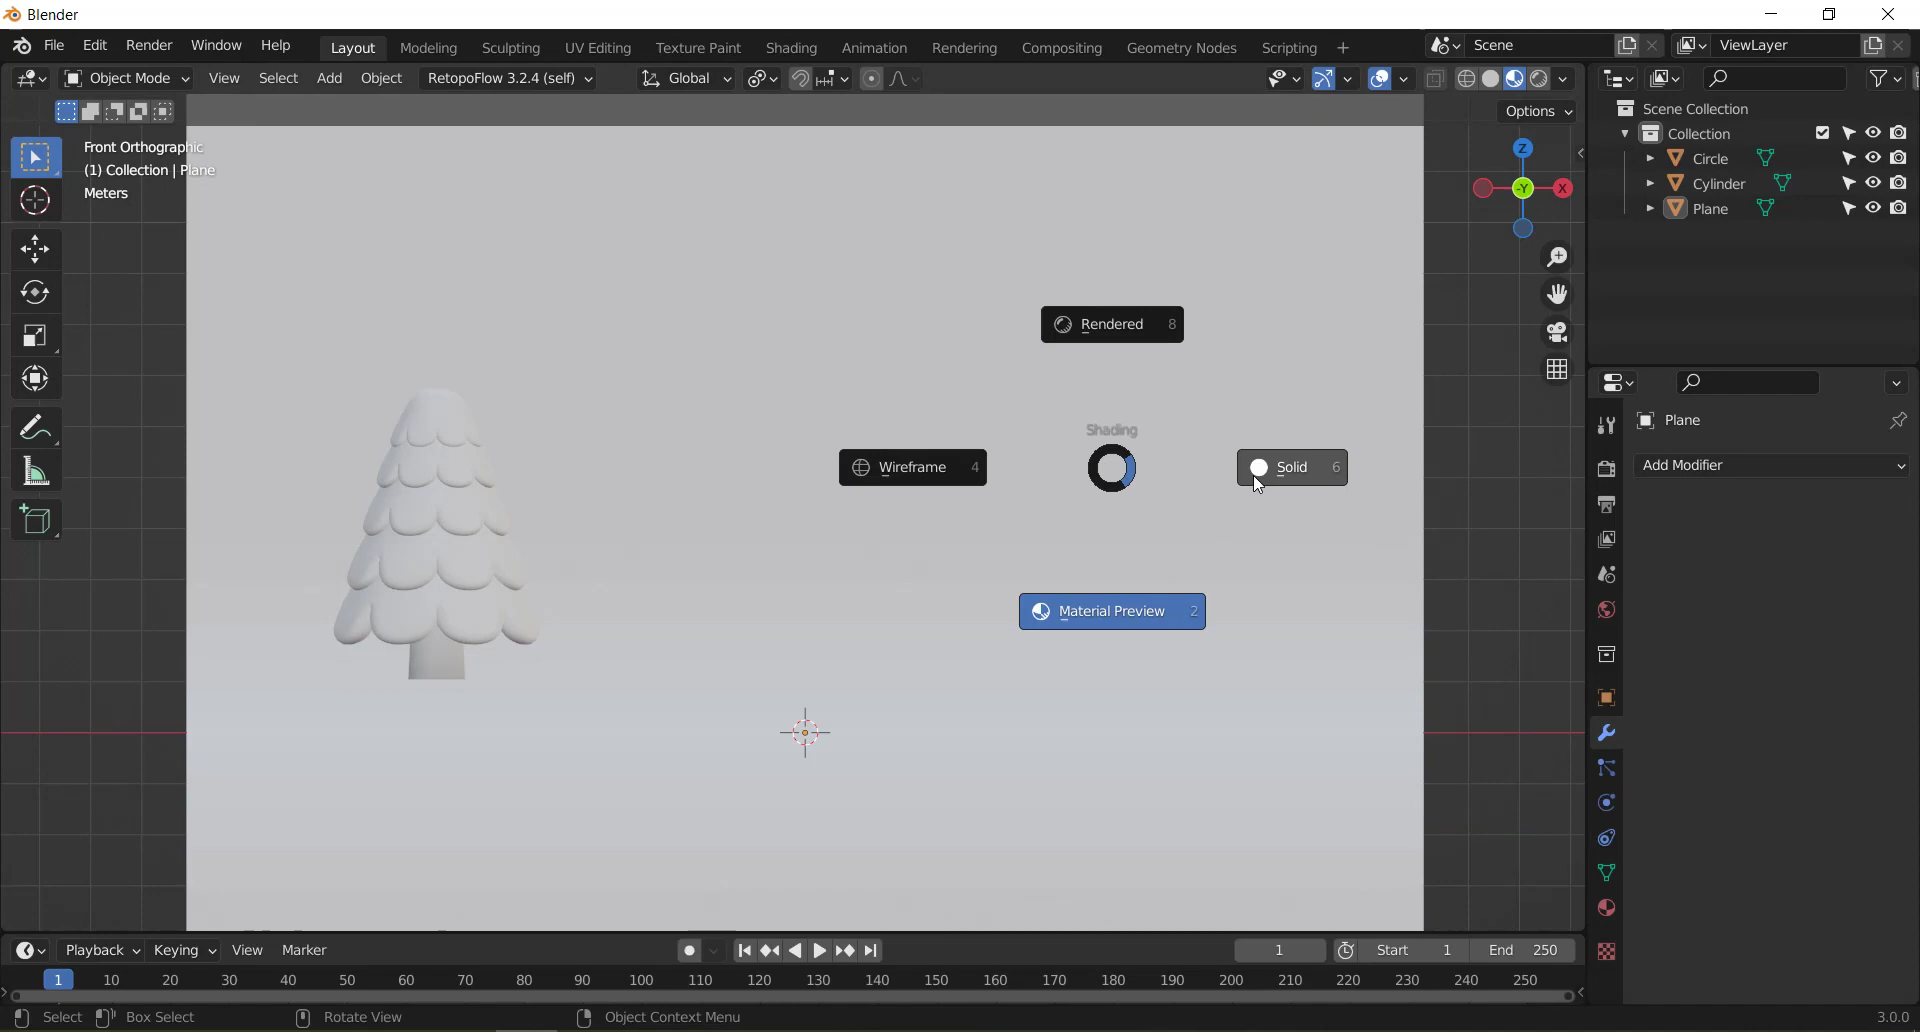 Blender
File Edit Render Window Help Layout Modeling Sculpting UV Editing Texture Paint Shading Animation Rendering Compositing Geometry Nodes Scripting + Scene ViewLayer
Object Mode View Select Add Object RetopoFlow 3.2.4 (self) Global
Options
Front Orthographic
(1) Collection | Plane
Meters
Z
-Y X
Rendered 8
Shading
Wireframe 4
Solid 6
Material Preview 2
Scene Collection
Collection
Circle
Cylinder
Plane
Plane
Add Modifier
Playback Keying View Marker 1 Start 1 End 250
1 10 20 30 40 50 60 70 80 90 100 110 120 130 140 150 160 170 180 190 200 210 220 230 240 250
Select Box Select Rotate View Object Context Menu 3.0.0